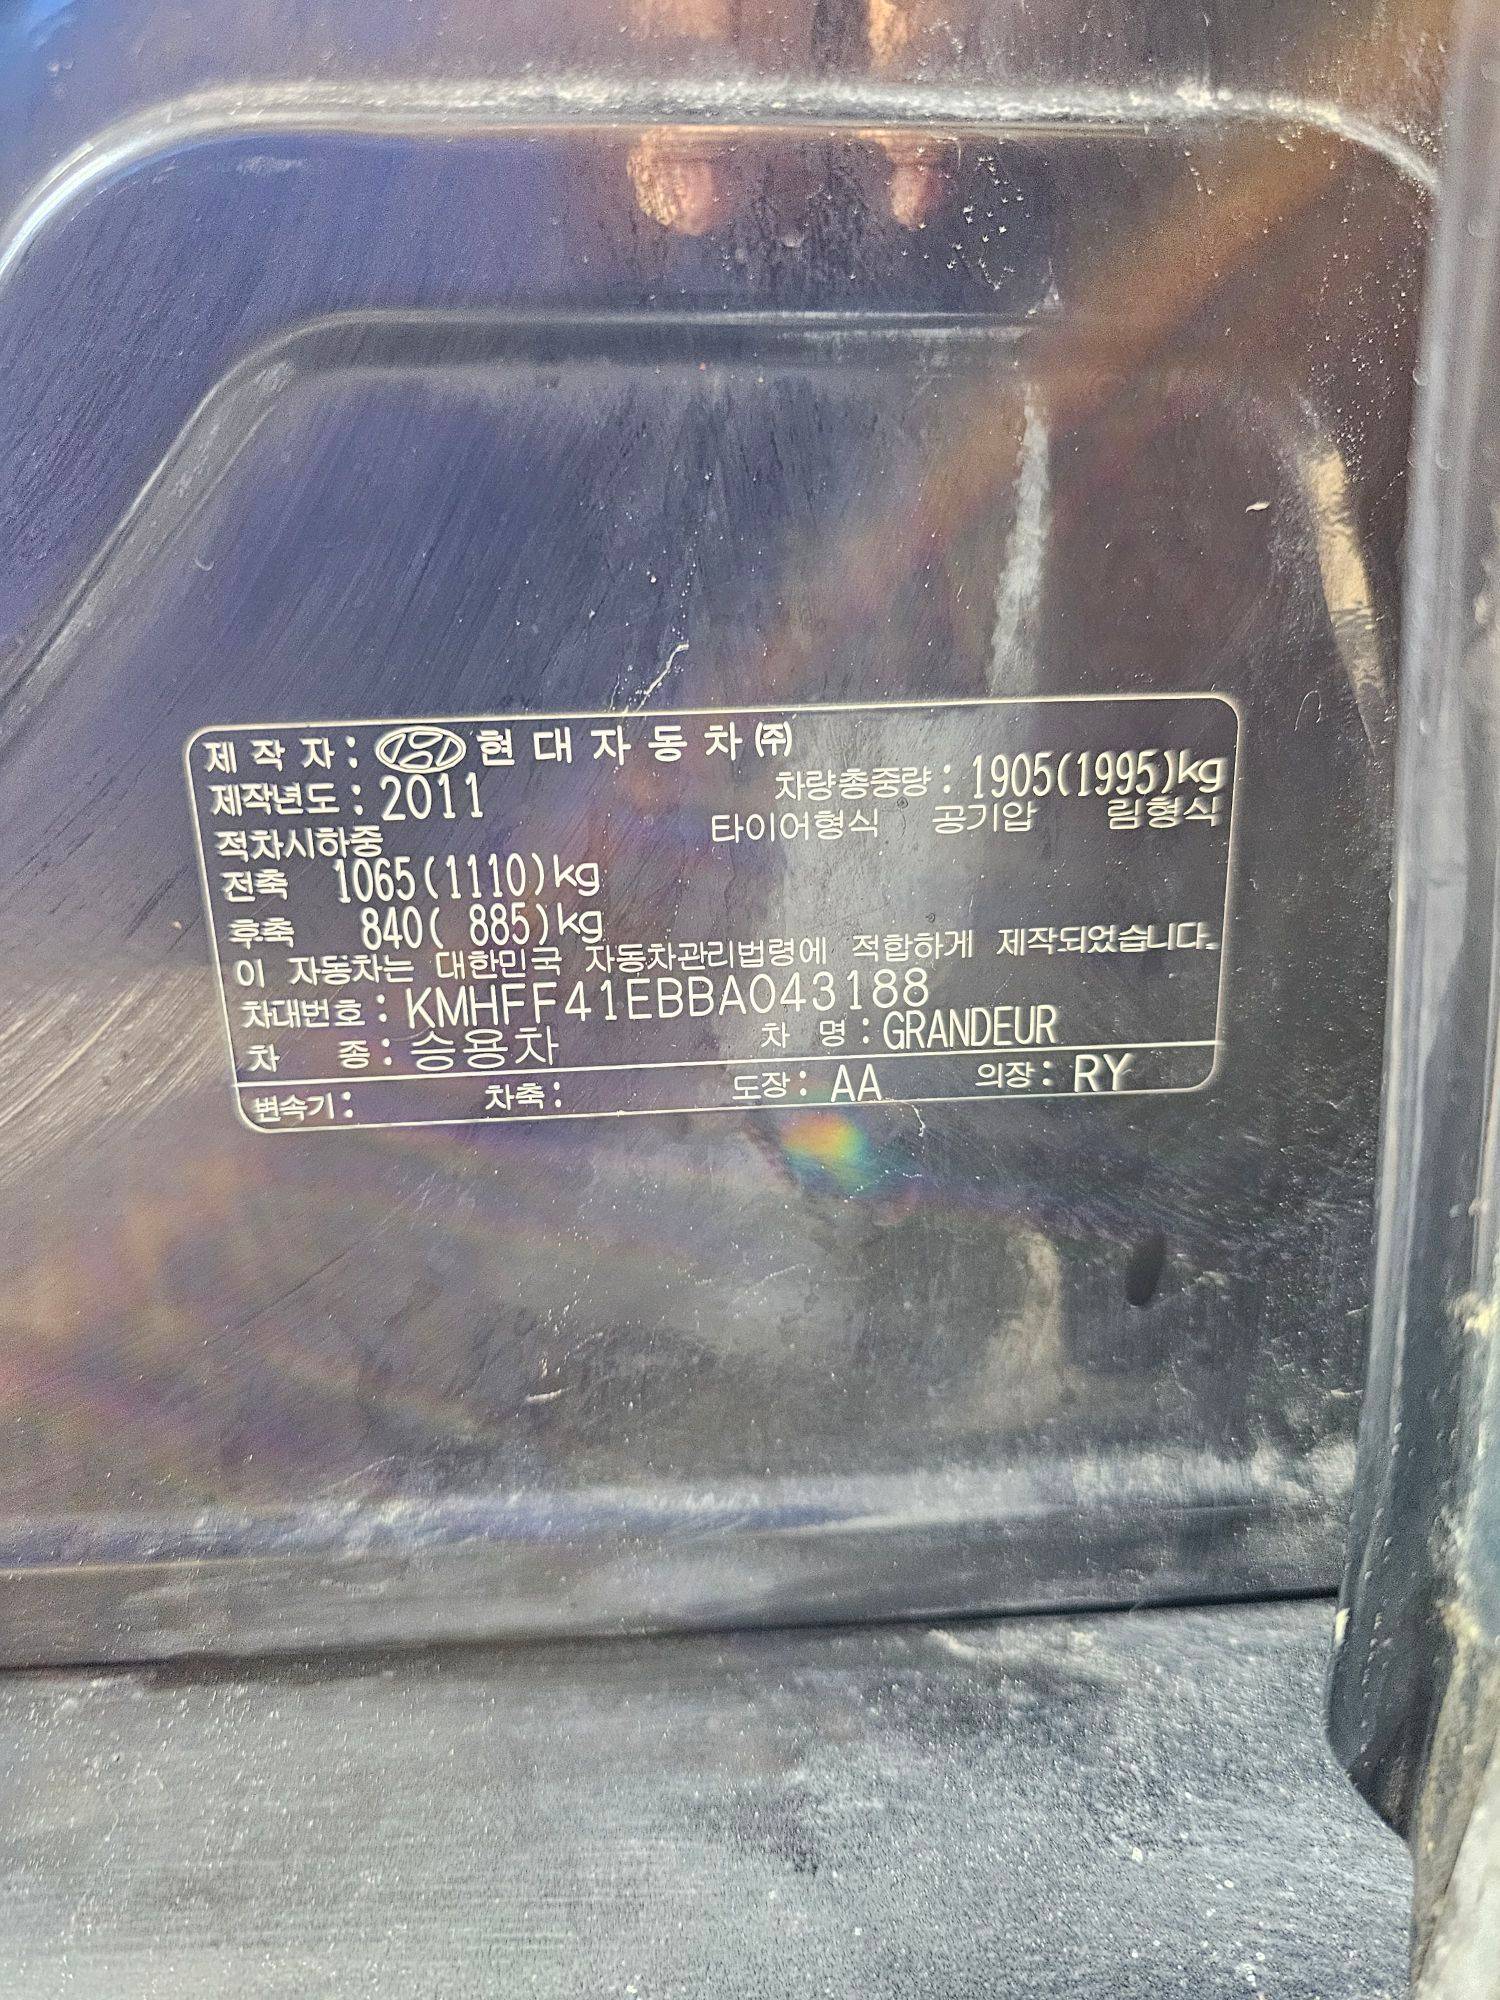 제 작 자 : 현 대 자 동 차 ㈜
제작년도 : 2011 차량총중량 : 1905(1995)kg
적차시하중 타이어형식 공기압 림형식
전축 1065(1110)kg
후축 840( 885)kg
이 자동차는 대한민국 자동차관리법령에 적합하게 제작되었습니다.
차대번호 : KMHFF41EBBA043188
차 종 : 승용차 차 명 : GRANDEUR
변속기 : 차축 : 도장 : AA 의장 : RY